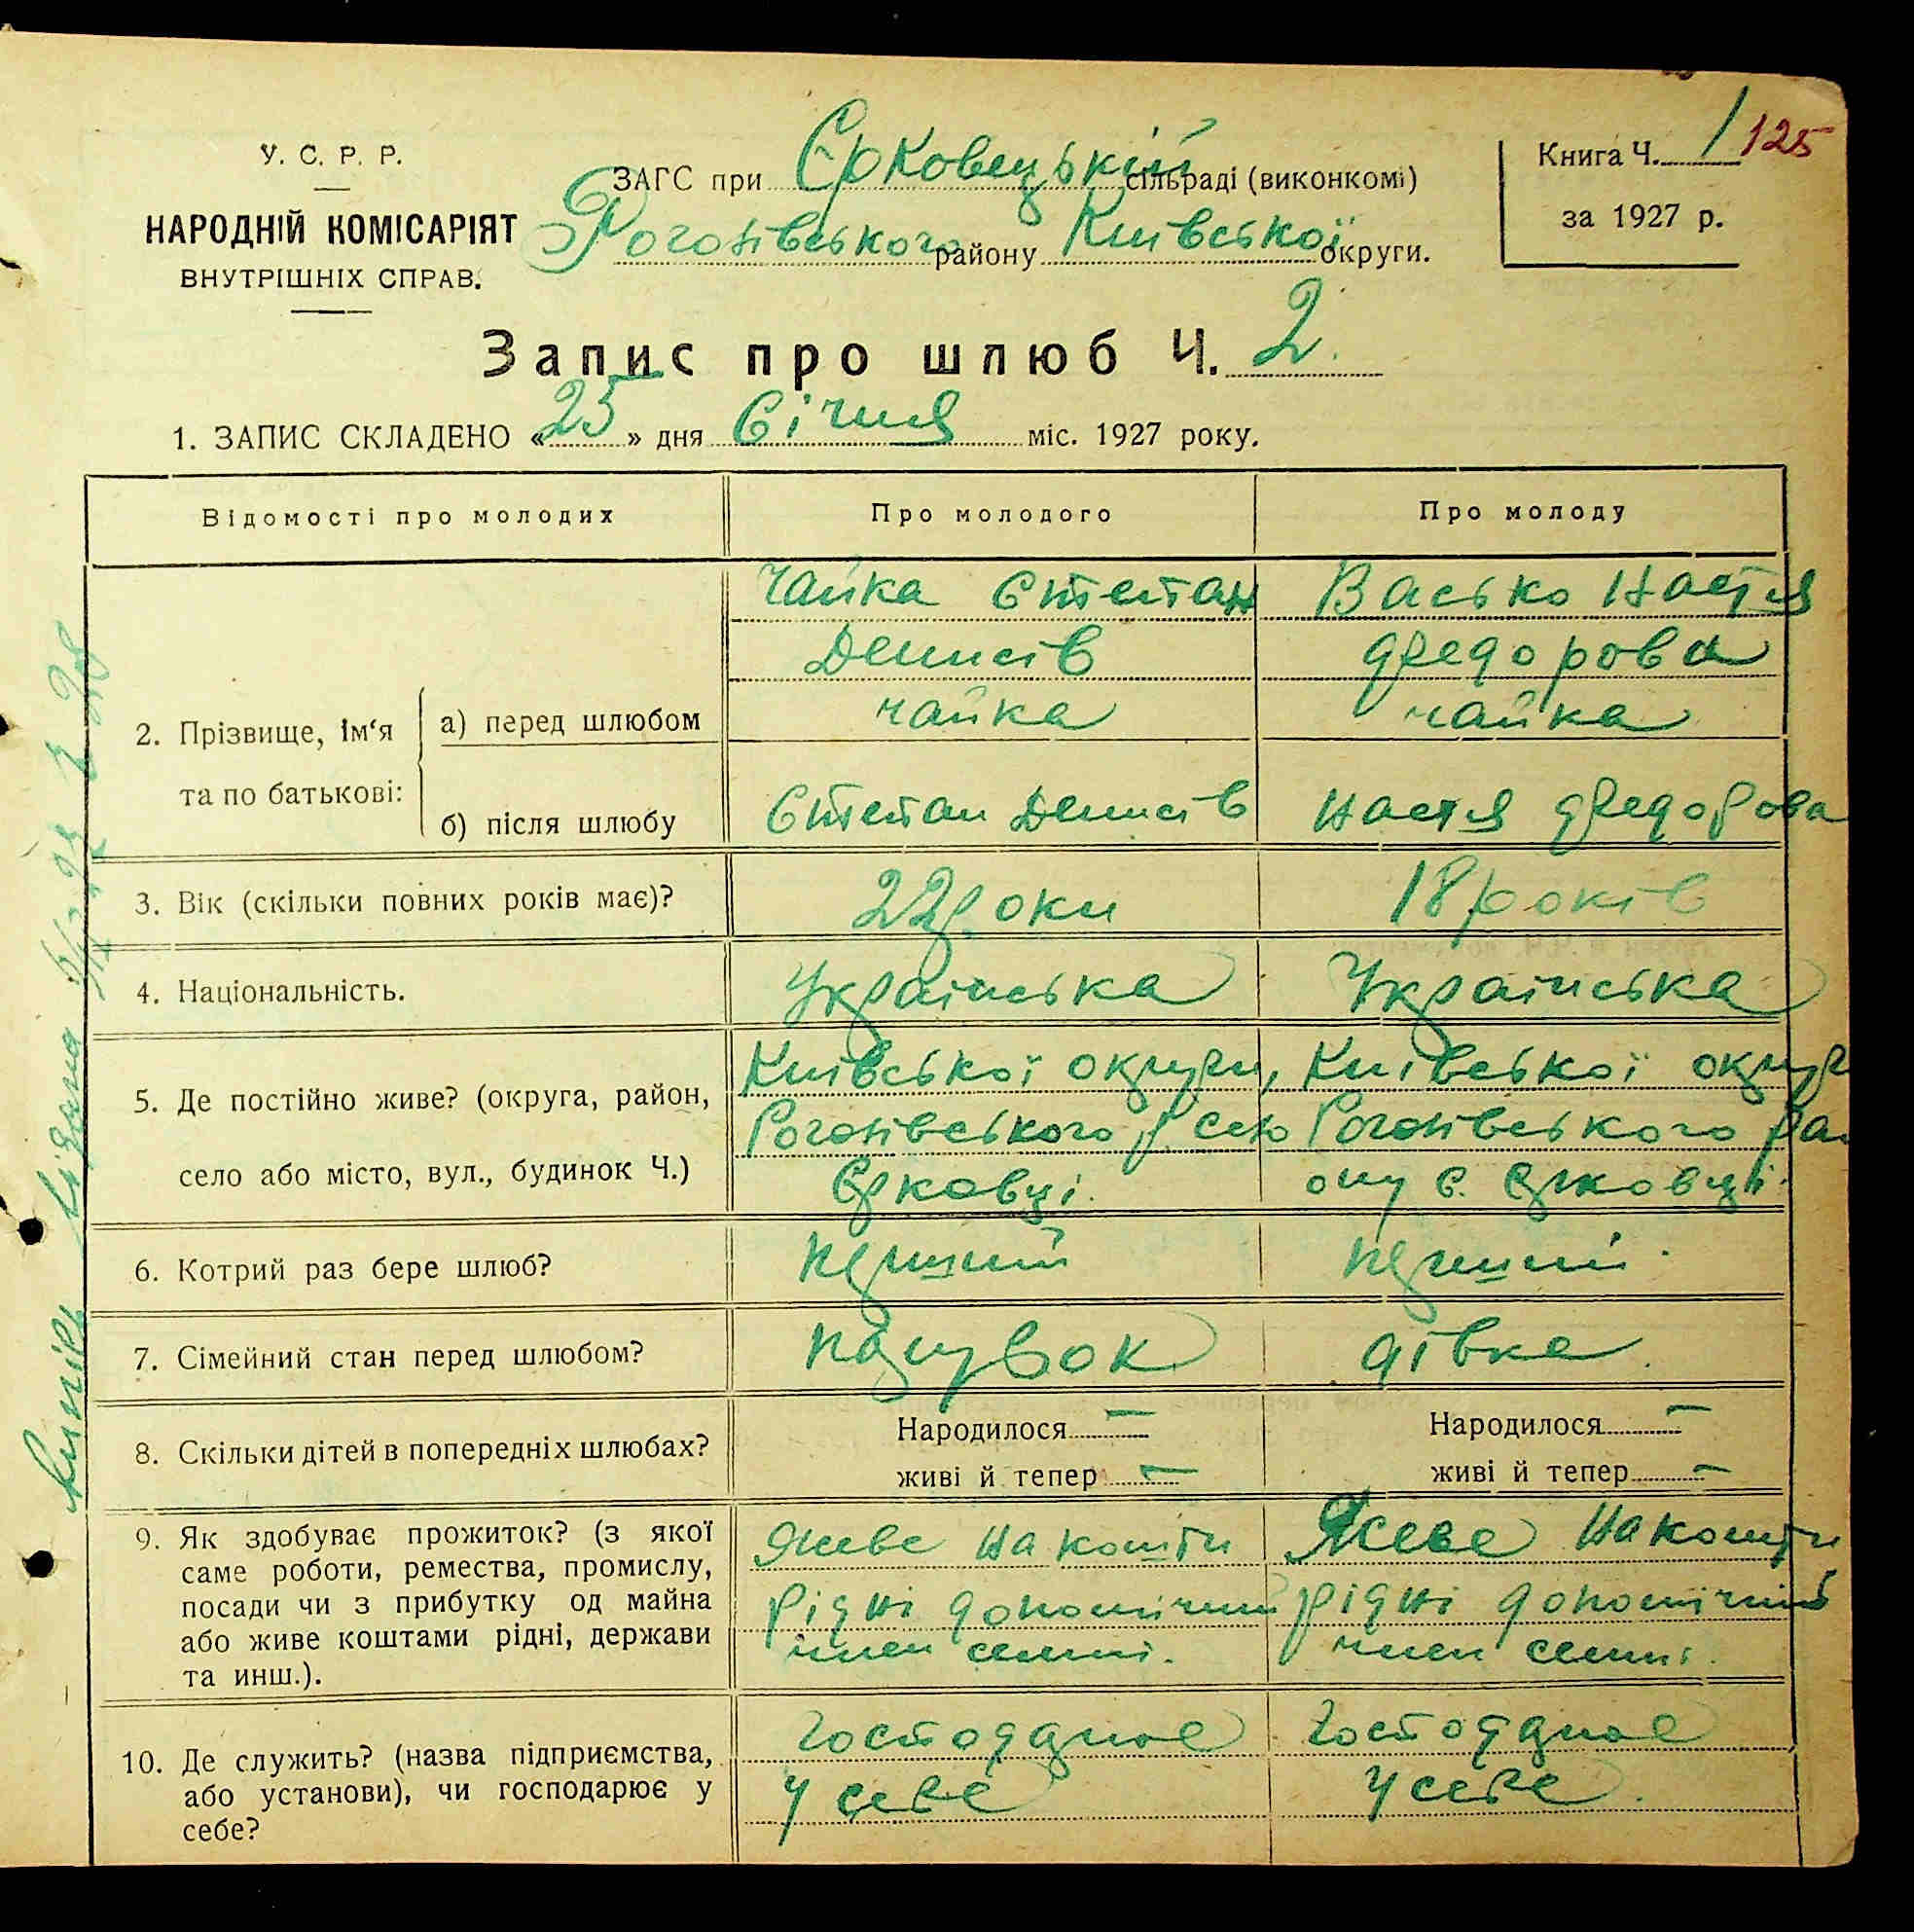 Книга Ч. 1 125
за 1927 р.
У. С. Р. Р.
НАРОДНІЙ КОМІСАРІЯТ
ВНУТРІШНІХ СПРАВ.
ЗАГС при Єрковецькій сільраді (виконкомі)
Рогозівського району Київської округи.
Запис про шлюб Ч. 2.
1. ЗАПИС СКЛАДЕНО «25» дня Січня міс. 1927 року.
Відомості про молодих
Про молодого
Про молоду
2. Прізвище, ім‘я та по батькові:
а) перед шлюбом
Чайка Степан
Денисів
Васько Настя
Федорова
б) після шлюбу
Чайка
Степан Денисів
Чайка
Настя Федорова
3. Вік (скільки повних років має)?
22 роки
18 років
4. Національність.
Українська
Українська
5. Де постійно живе? (округа, район,
село або місто, вул., будинок Ч.)
Київської округи,
Рогозівського р. село
Єрковці.
Київської округи
Рогозівського рай
ону с. Єрковці.
6. Котрий раз бере шлюб?
перший
перший
7. Сімейний стан перед шлюбом?
парубок
дівка.
8. Скільки дітей в попередніх шлюбах?
Народилося —
живі й тепер —
Народилося —
живі й тепер —
9. Як здобуває прожиток? (з якої
саме роботи, ремества, промислу,
посади чи з прибутку од майна
або живе коштами рідні, держави
та инш.).
Живе на кошти
рідні допомічний
член семиї.
Живе на кошти
рідні допомічний
член семиї.
10. Де служить? (назва підприємства,
або установи), чи господарює у
себе?
господарює
у себе
господарює
у себе.